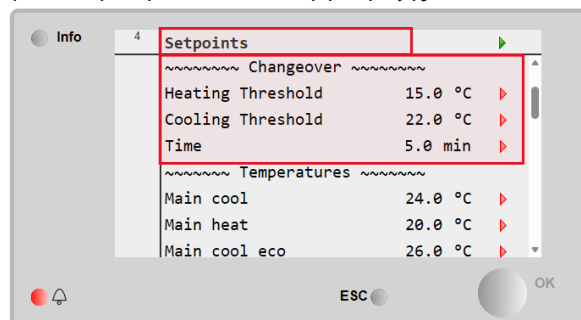 Info
4
Setpoints
~~~~~~~~ Changeover ~~~~~~~~
Heating Threshold 15.0 °C
Cooling Threshold 22.0 °C
Time 5.0 min
~~~~~~~ Temperatures ~~~~~~~
Main cool 24.0 °C
Main heat 20.0 °C
Main cool eco 26.0 °C
ESC
OK